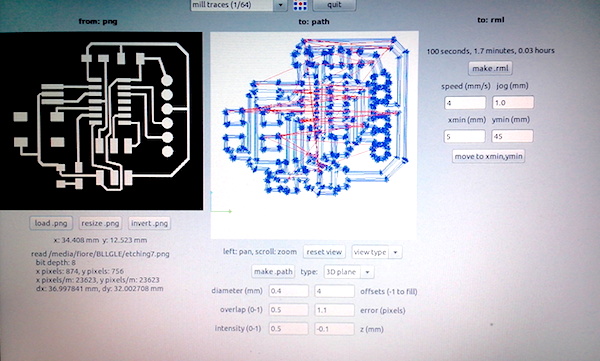 mill traces (1/64)
quit
from: png
to: path
to: rml
100 seconds, 1.7 minutes, 0.03 hours
make .rml
speed (mm/s) jog (mm)
4 1.0
xmin (mm) ymin (mm)
5 45
move to xmin,ymin
load .png resize .png invert .png
x: 34.408 mm y: 12.523 mm
read /media/fiore/BLLGLE/etching7.png
bit depth: 8
x pixels: 874, y pixels: 756
x pixels/m: 23623, y pixels/m: 23623
dx: 36.997841 mm, dy: 32.002708 mm
left: pan, scroll: zoom reset view view type
make .path type: 3D plane
diameter (mm) 0.4 4 offsets (-1 to fill)
overlap (0-1) 0.5 1.1 error (pixels)
intensity (0-1) 0.5 -0.1 z (mm)